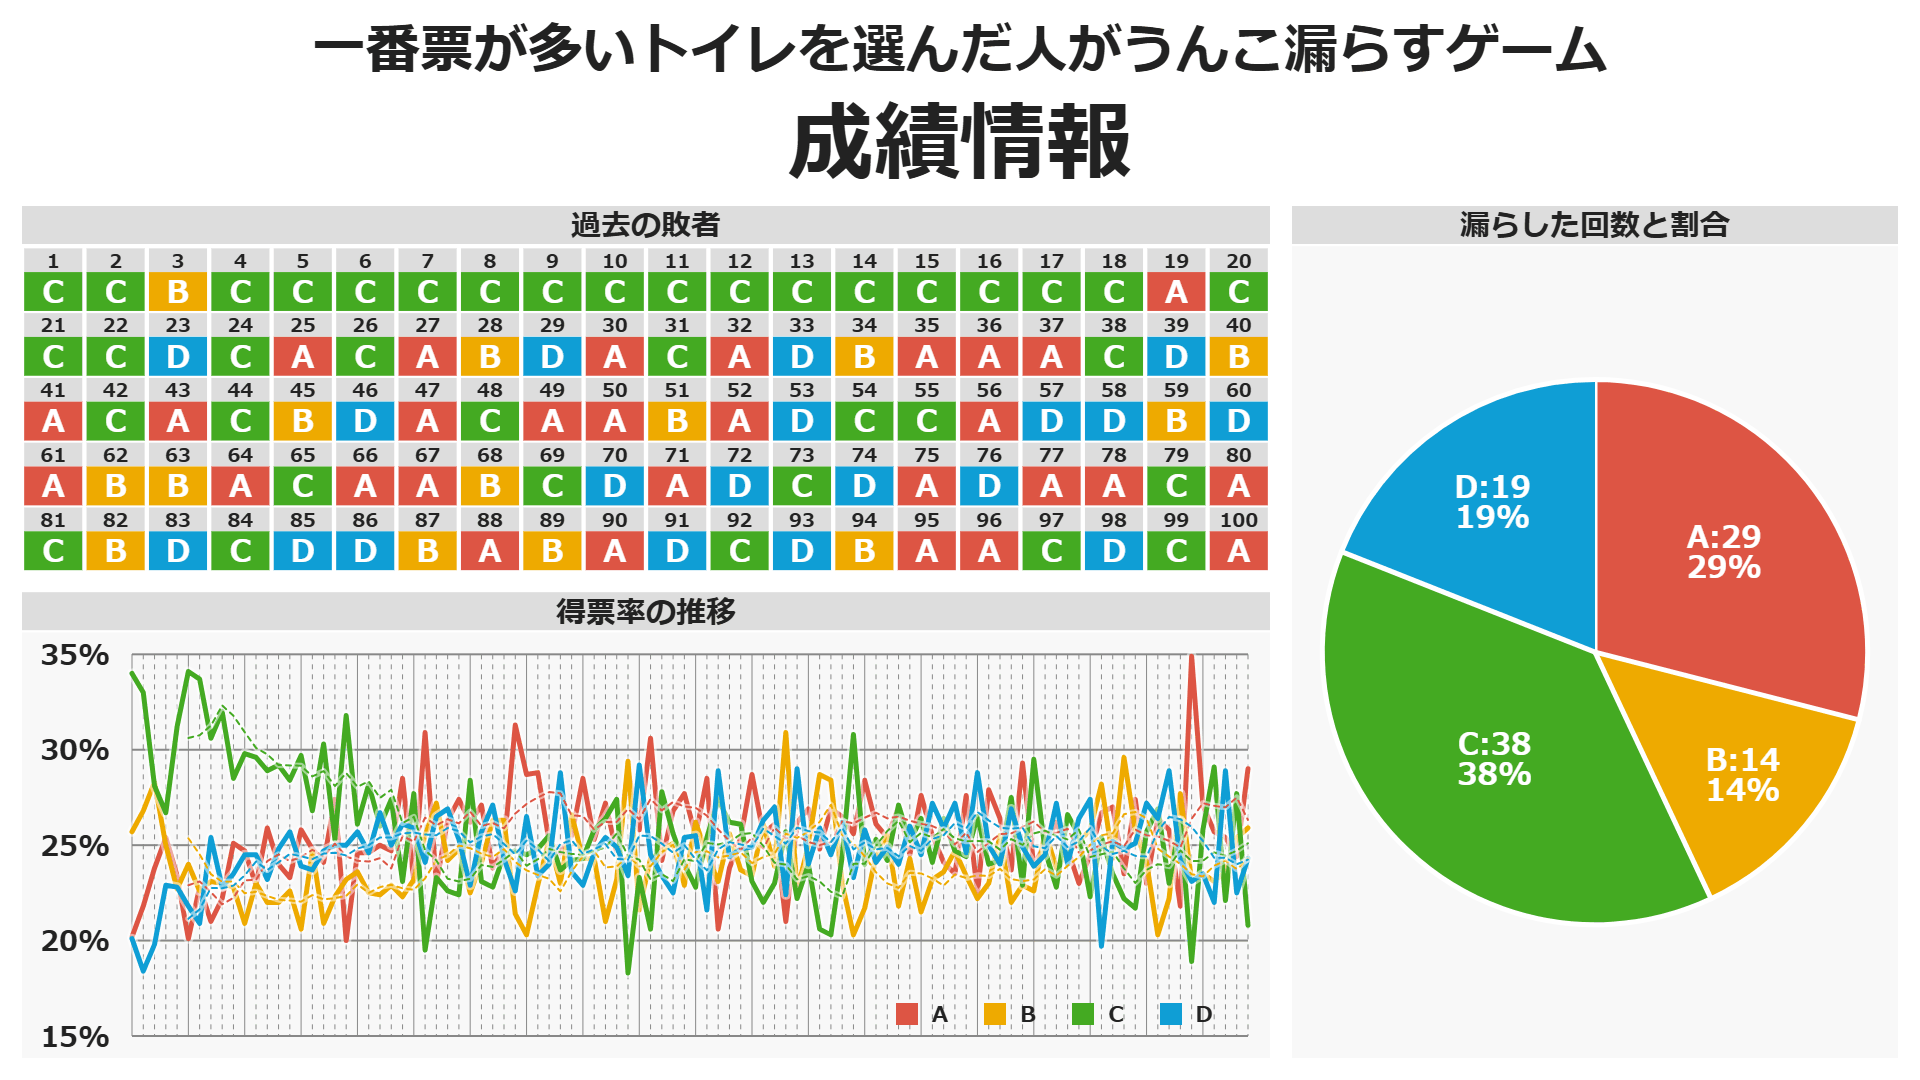 一番票が多いトイレを選んだ人がうんこ漏らすゲーム
成績情報
過去の敗者
1 2 3 4 5 6 7 8 9 10 11 12 13 14 15 16 17 18 19 20
C C B C C C C C C C C C C C C C C C A C
21 22 23 24 25 26 27 28 29 30 31 32 33 34 35 36 37 38 39 40
C C D C A C A B D A C A D B A A A C D B
41 42 43 44 45 46 47 48 49 50 51 52 53 54 55 56 57 58 59 60
A C A C B D A C A A B A D C C A D D B D
61 62 63 64 65 66 67 68 69 70 71 72 73 74 75 76 77 78 79 80
A B B A C A A B C D A D C D A D A A C A
81 82 83 84 85 86 87 88 89 90 91 92 93 94 95 96 97 98 99 100
C B D C D D B A B A D C D B A A C D C A
得票率の推移
35%
30%
25%
20%
15%
A B C D
漏らした回数と割合
D:19
19%
A:29
29%
C:38
38%
B:14
14%